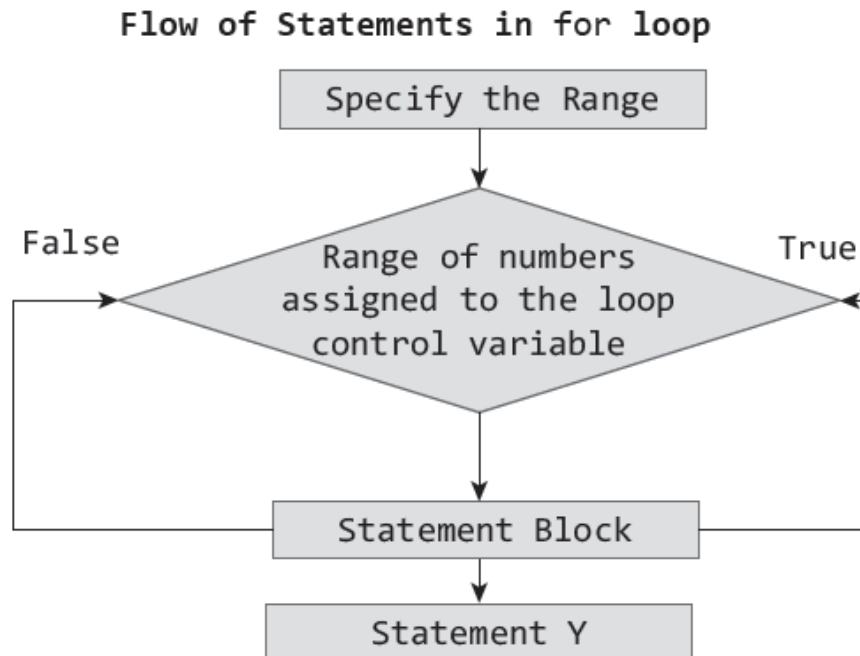 Flow of Statements in for loop
Specify the Range
False
True
Range of numbers
assigned to the loop
control variable
Statement Block
Statement Y